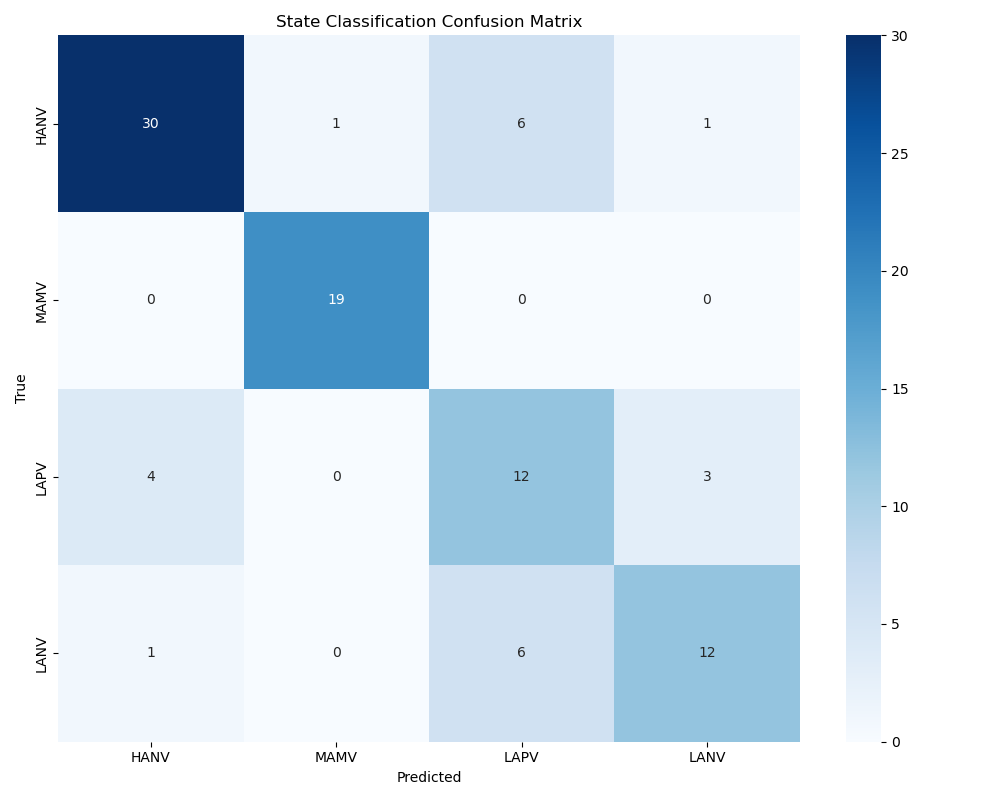 State Classification Confusion Matrix
HANV 30 1 6 1
MAMV 0 19 0 0
LAPV 4 0 12 3
LANV 1 0 6 12
HANV MAMV LAPV LANV
Predicted
True
30
25
20
15
10
5
0